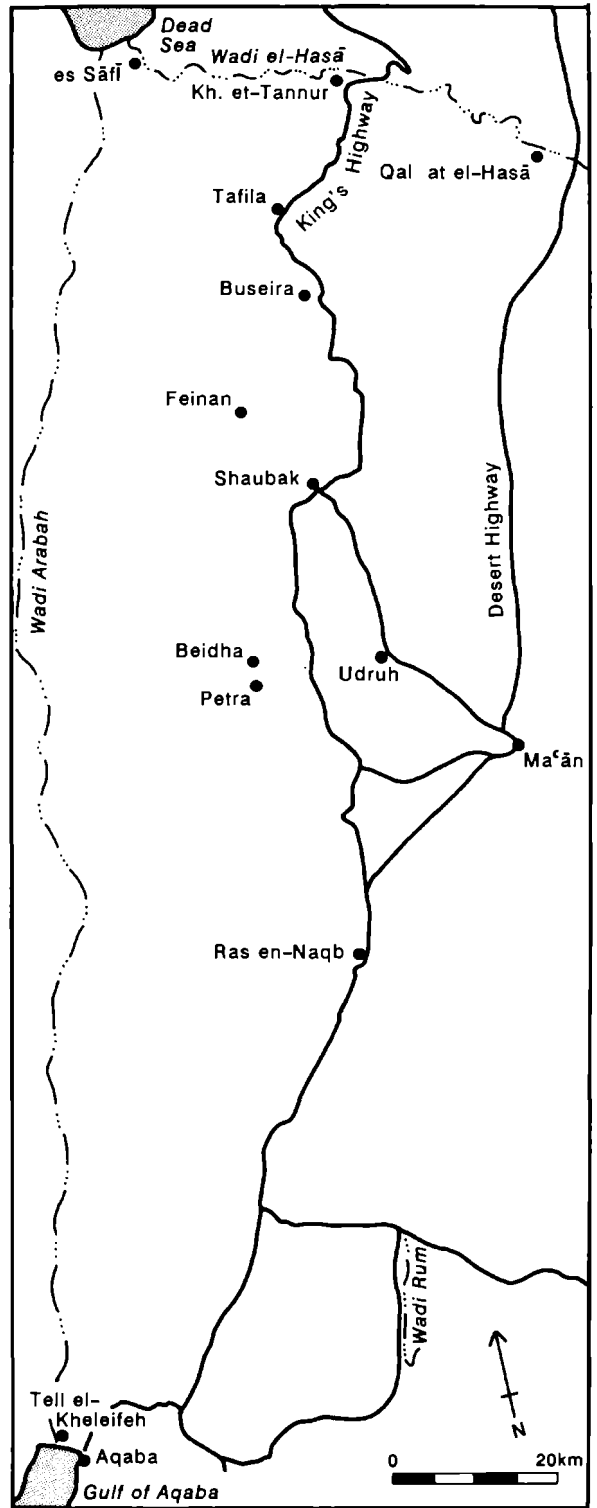 Dead
Sea
es Sāfī
Wadi el-Hasā
Kh. et-Tannur
King's Highway
Qal at el-Hasā
Tafila
Buseira
Feinan
Shaubak
Desert Highway
Wadi Arabah
Beidha
Petra
Udruh
Maʿān
Ras en-Naqb
Wadi Rum
N
Tell el-
Kheleifeh
Aqaba
Gulf of Aqaba
0 20km